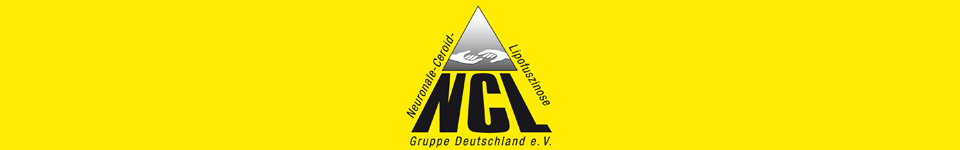 Neuronale-Ceroid-
Lipofuszinose
NCL
Gruppe Deutschland e. V.